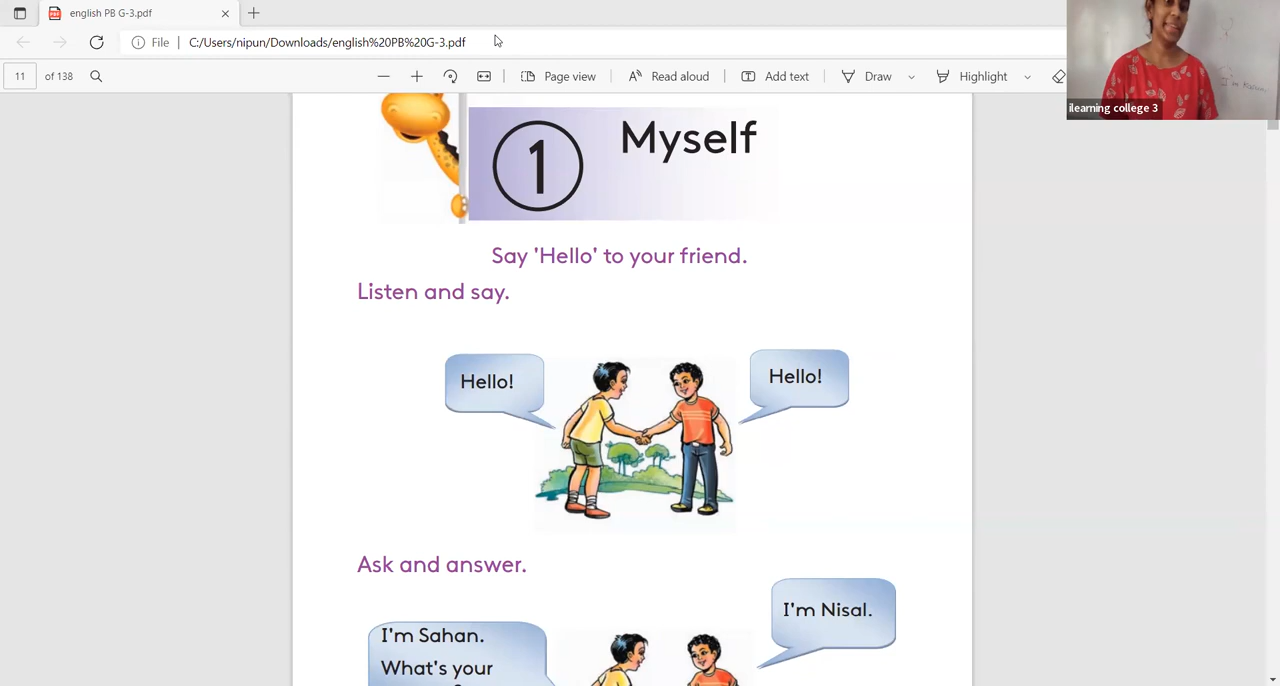 english PB G-3.pdf
File
C:/Users/nipun/Downloads/english%20PB%20G-3.pdf
11 of 138
Page view
Read aloud
Add text
Draw
Highlight
I'm
ilearning college 3
1
Myself
Say 'Hello' to your friend.
Listen and say.
Hello!
Hello!
Ask and answer.
I'm Nisal.
I'm Sahan.
What's your